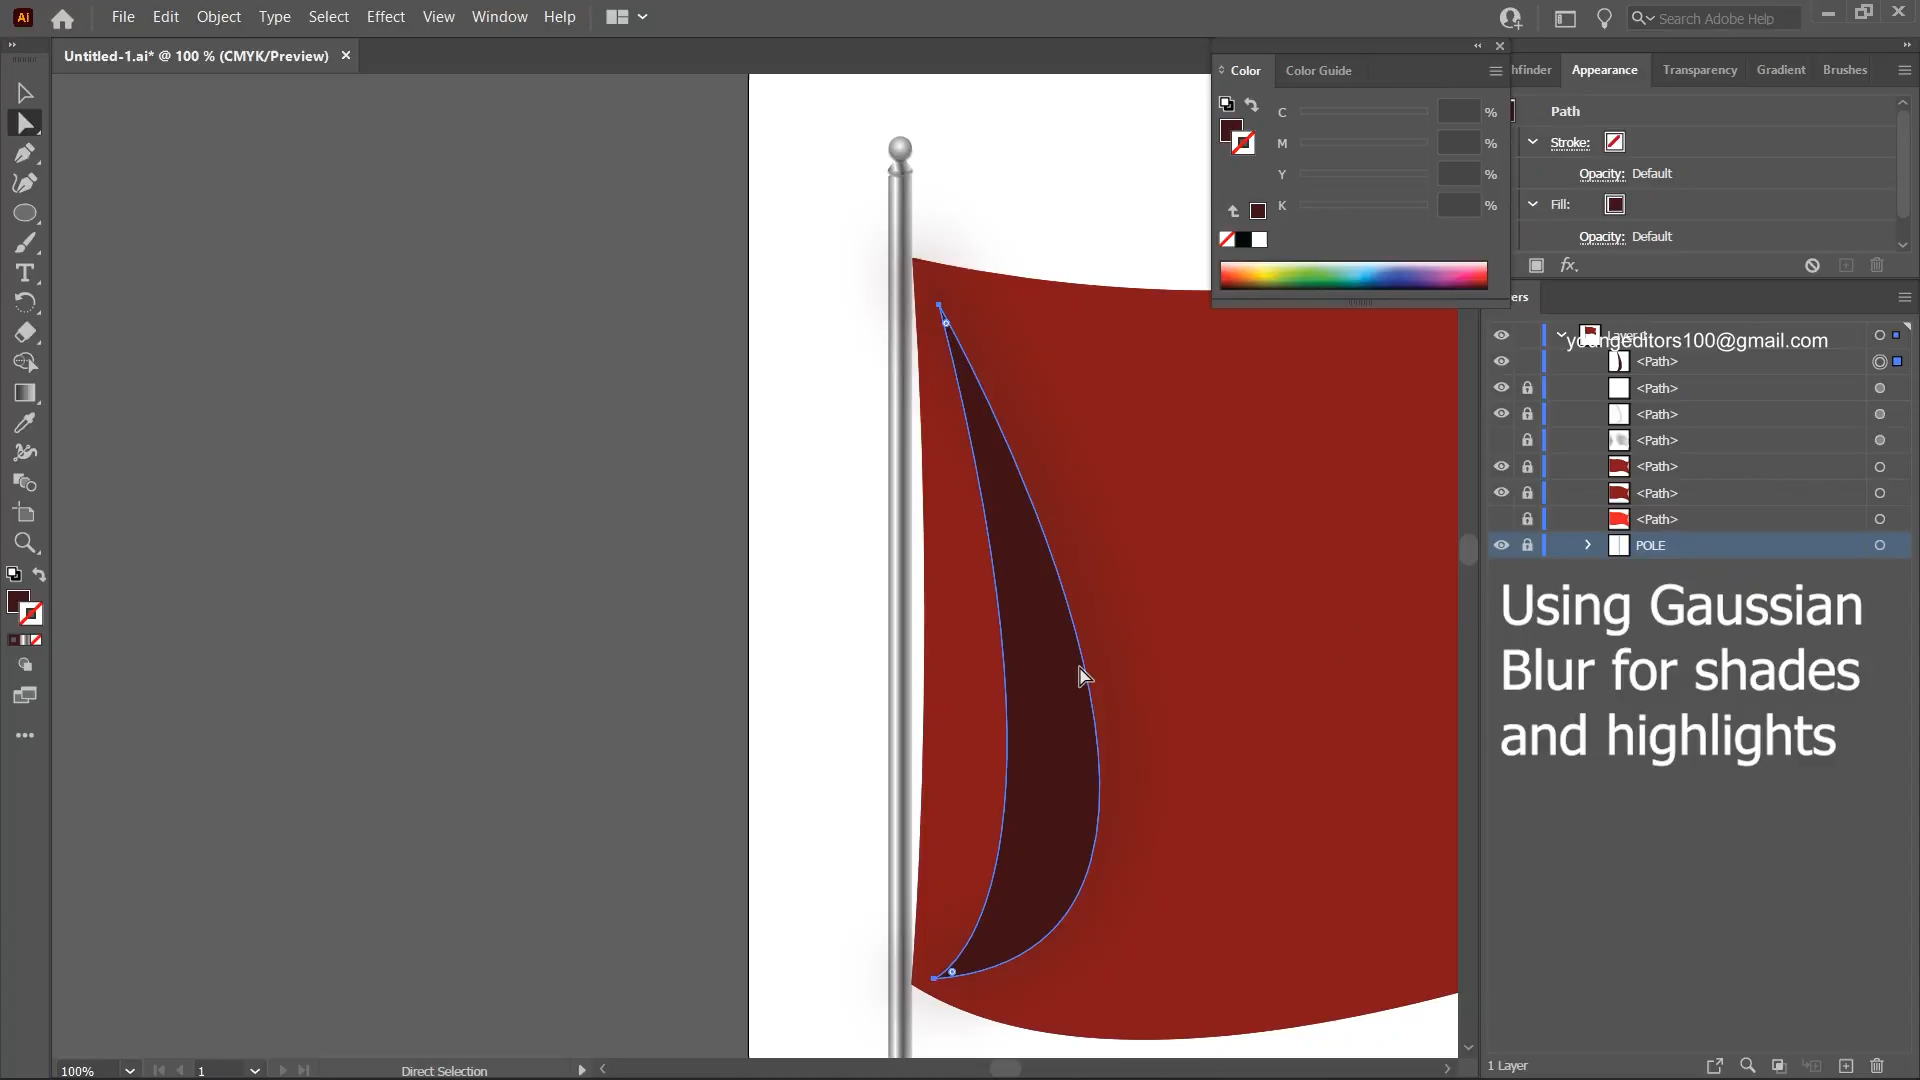 Ai
File Edit Object Type Select Effect View Window Help
Search Adobe Help
Untitled-1.ai* @ 100 % (CMYK/Preview)
Color Color Guide
hfinder Appearance Transparency Gradient Brushes
C %
M %
Y %
K %
Path
Stroke:
Opacity: Default
Fill:
Opacity: Default
fx.
ers
youngeditors100@gmail.com
<Path>
<Path>
<Path>
<Path>
<Path>
<Path>
<Path>
POLE
Using Gaussian
Blur for shades
and highlights
100% 1 Direct Selection
1 Layer